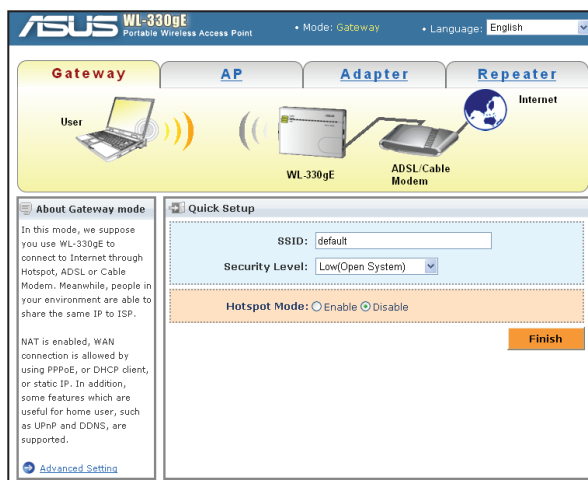 ASUS WL-330gE
Portable Wireless Access Point
• Mode: Gateway
• Language: English
Gateway
AP
Adapter
Repeater
User
WL-330gE
ADSL/Cable
Modem
Internet
About Gateway mode
In this mode, we suppose
you use WL-330gE to
connect to Internet through
Hotspot, ADSL or Cable
Modem. Meanwhile, people in
your environment are able to
share the same IP to ISP.
NAT is enabled, WAN
connection is allowed by
using PPPoE, or DHCP client,
or static IP. In addition,
some features which are
useful for home user, such
as UPnP and DDNS, are
supported.
Advanced Setting
Quick Setup
SSID: default
Security Level: Low(Open System)
Hotspot Mode: Enable Disable
Finish